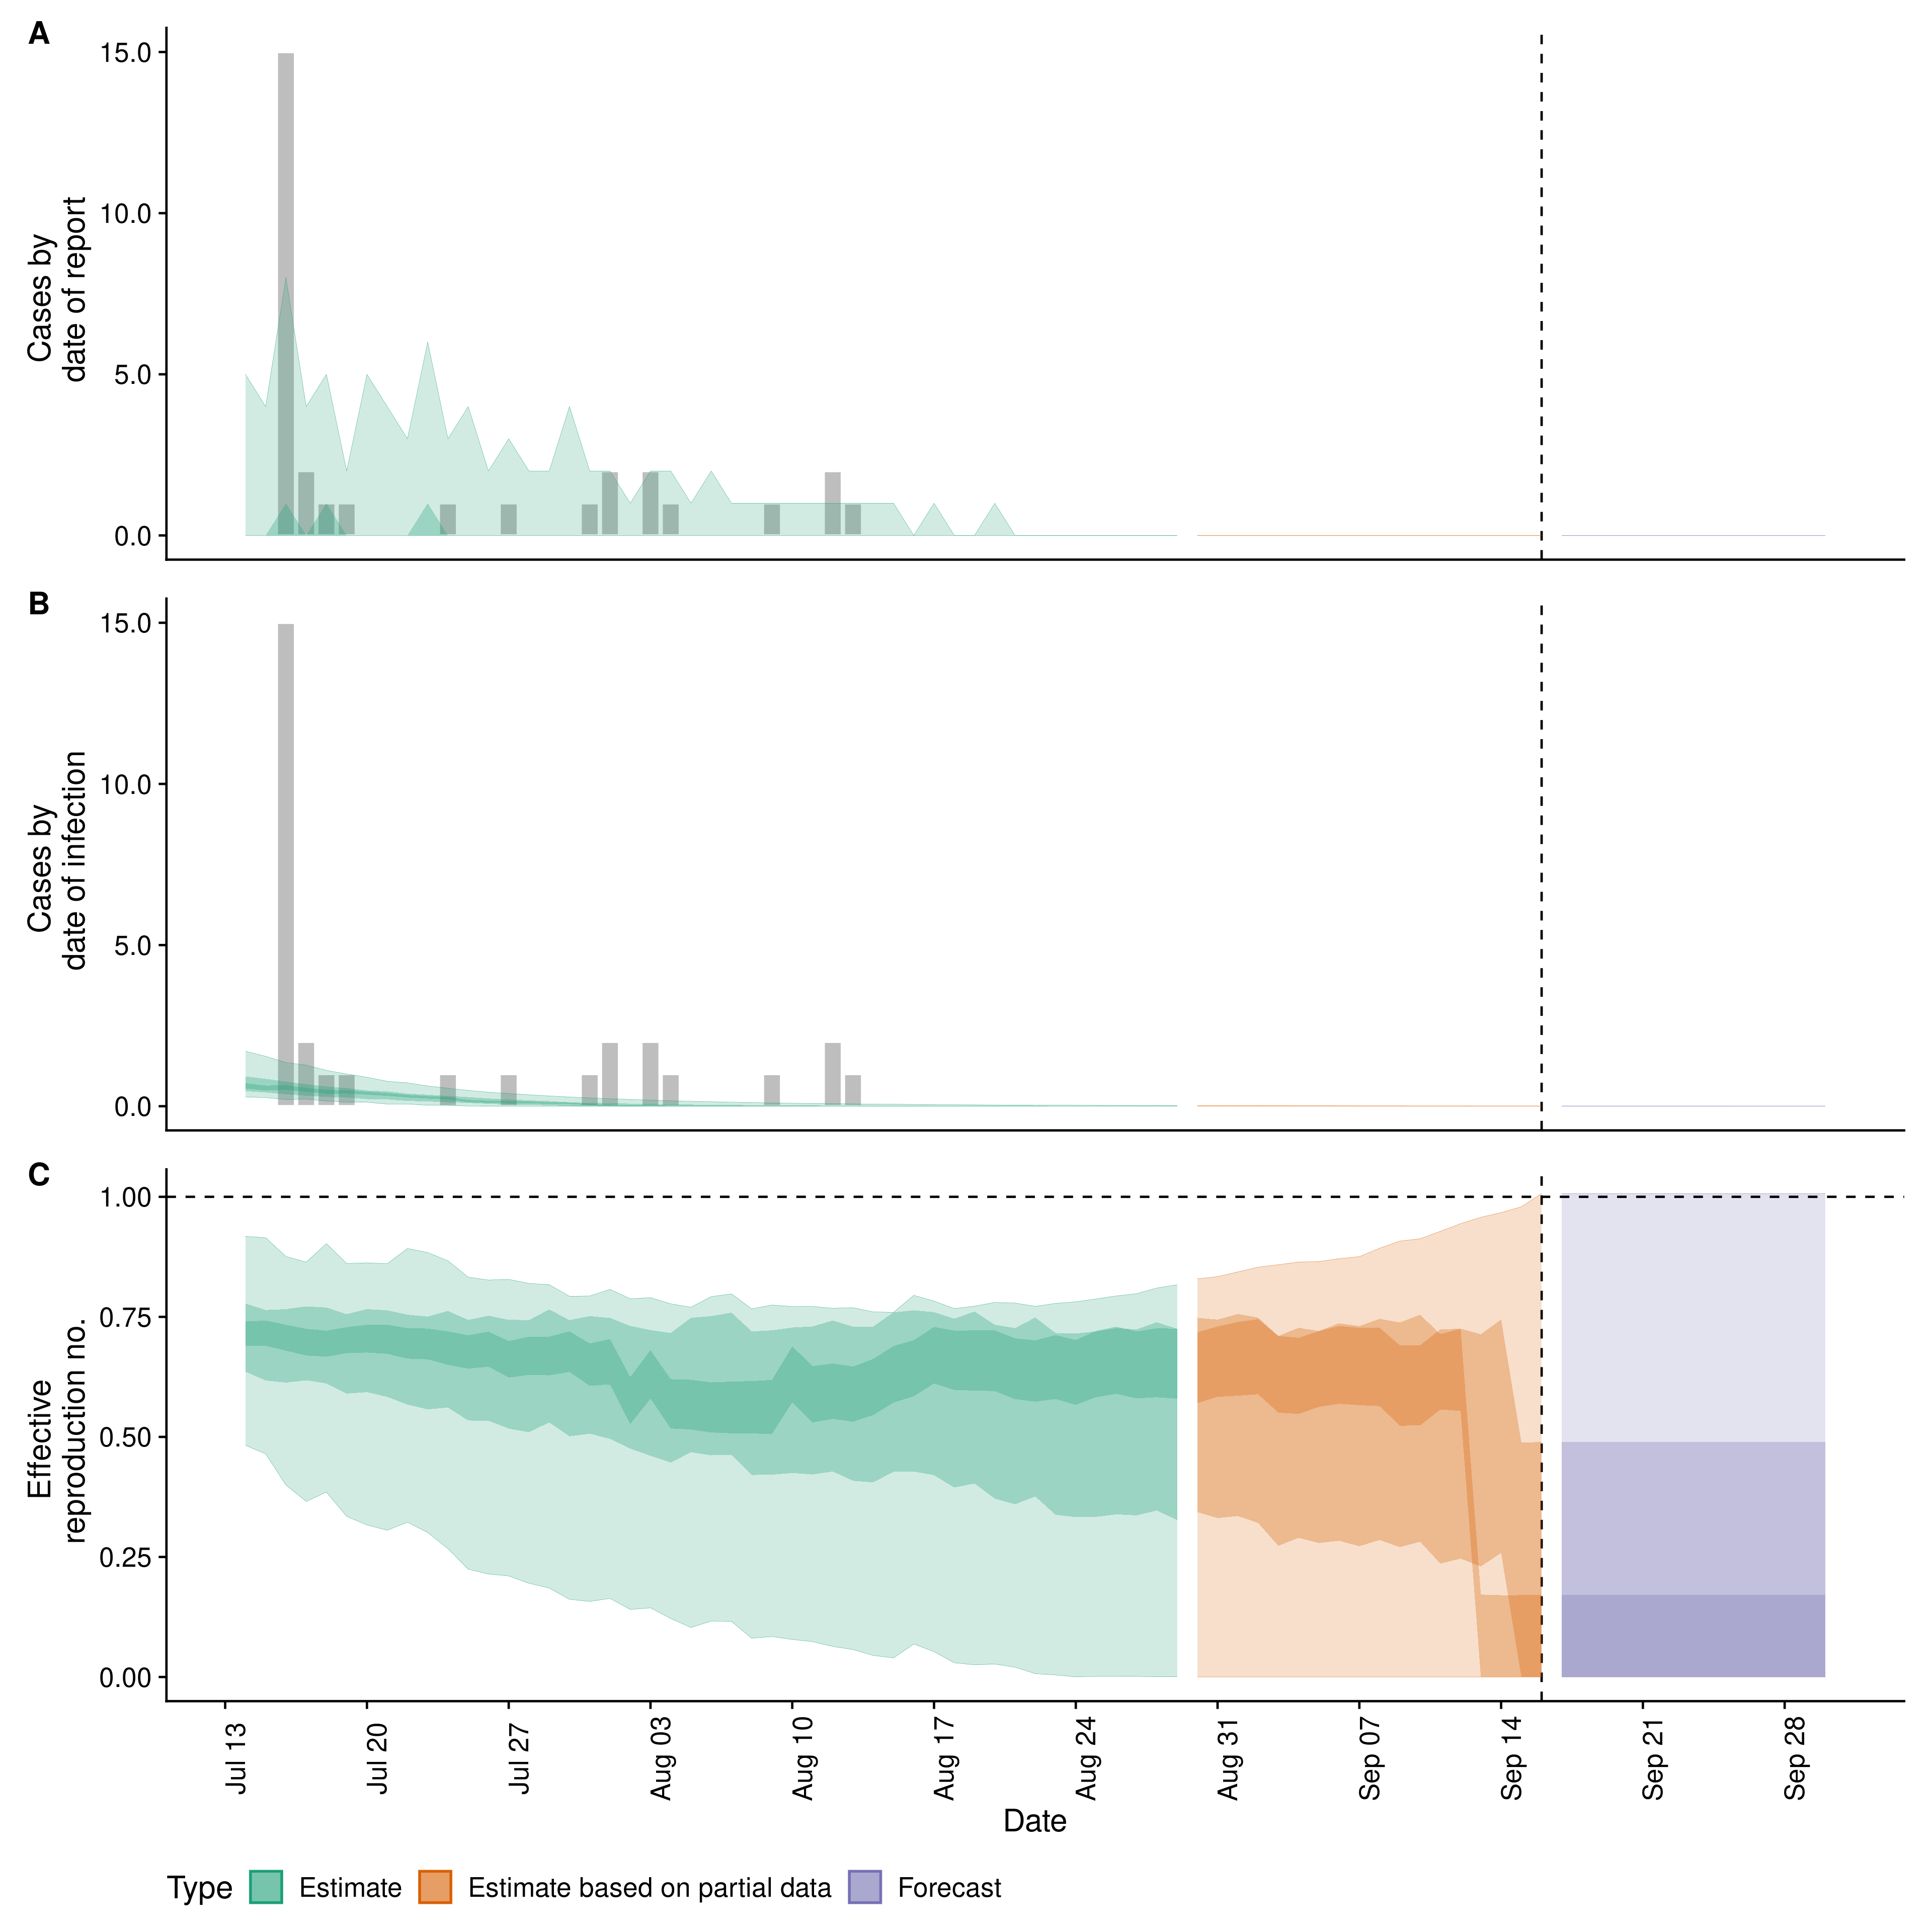 A
15.0
10.0
5.0
0.0
Cases by
date of report
B
15.0
10.0
5.0
0.0
Cases by
date of infection
C
1.00
0.75
0.50
0.25
0.00
Effective
reproduction no.
Jul 13
Jul 20
Jul 27
Aug 03
Aug 10
Aug 17
Aug 24
Aug 31
Sep 07
Sep 14
Sep 21
Sep 28
Date
Type Estimate Estimate based on partial data Forecast